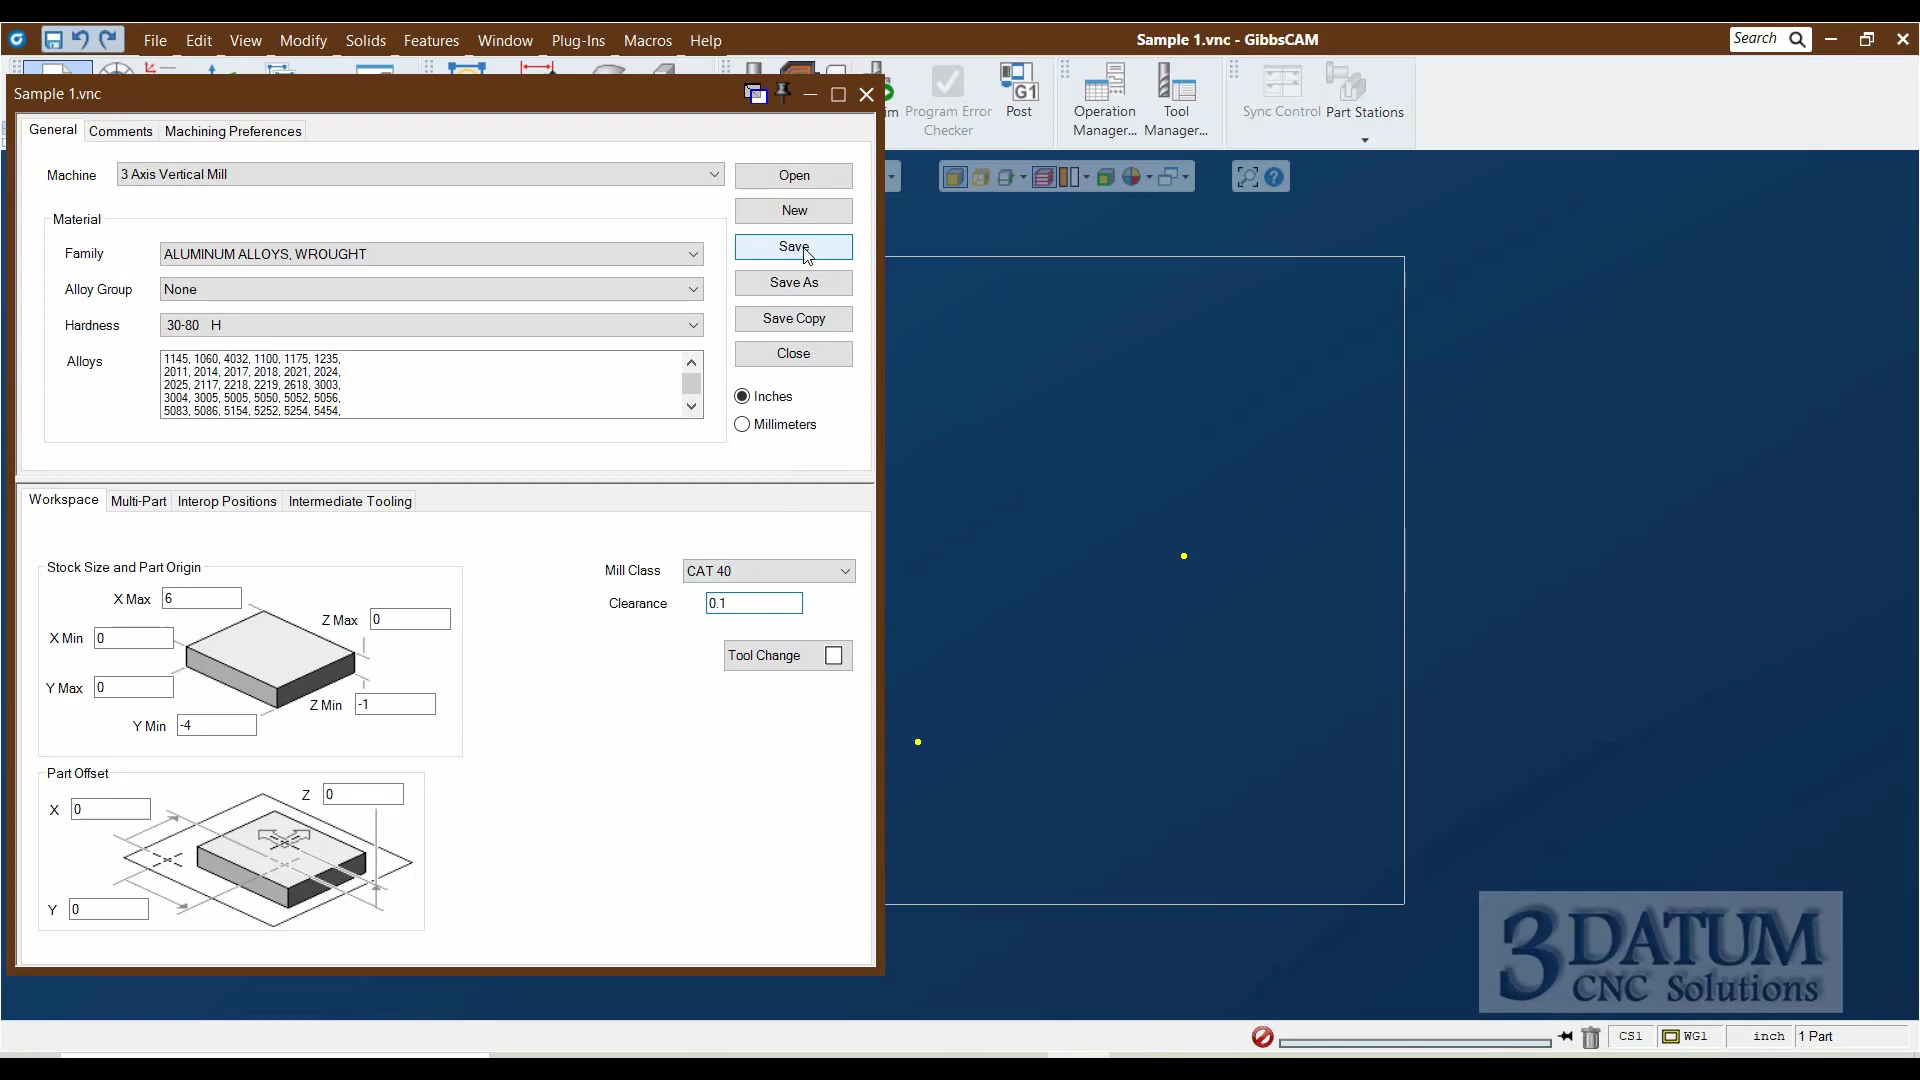 File Edit View Modify Solids Features Window Plug-Ins Macros Help
Sample 1.vnc - GibbsCAM
Search
Sample 1.vnc
Program Error Checker
G1
Post
Operation Manager...
Tool Manager...
Sync Control
Part Stations
General Comments Machining Preferences
Machine 3 Axis Vertical Mill
Open
New
Save
Save As
Save Copy
Close
Material
Family ALUMINUM ALLOYS, WROUGHT
Alloy Group None
Hardness 30-80 H
Alloys
1145, 1060, 4032, 1100, 1175, 1235,
2011, 2014, 2017, 2018, 2021, 2024,
2025, 2117, 2218, 2219, 2618, 3003,
3004, 3005, 5005, 5050, 5052, 5056,
5083, 5086, 5154, 5252, 5254, 5454,
Inches
Millimeters
Workspace Multi-Part Interop Positions Intermediate Tooling
Stock Size and Part Origin
X Max 6
Z Max 0
X Min 0
Y Max 0
Z Min -1
Y Min -4
Mill Class CAT 40
Clearance 0.1
Tool Change
Part Offset
Z 0
X 0
Y 0
3 DATUM
CNC Solutions
CS1 WG1 inch 1 Part